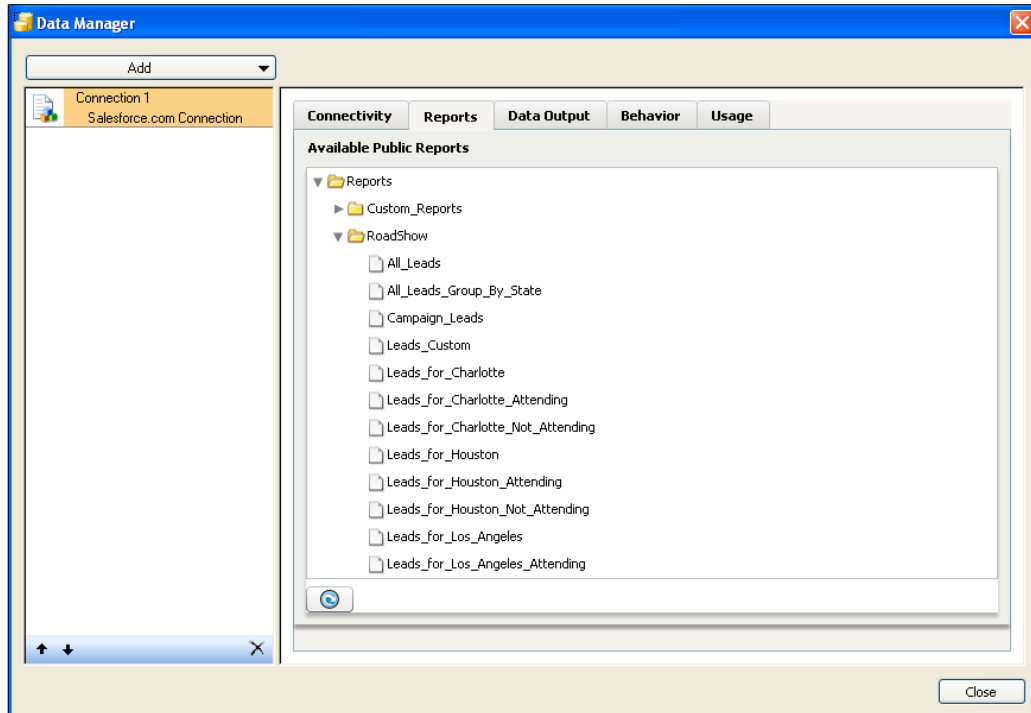 Data Manager
Add
Connection 1
Salesforce.com Connection
Connectivity Reports Data Output Behavior Usage
Available Public Reports
Reports
Custom_Reports
RoadShow
All_Leads
All_Leads_Group_By_State
Campaign_Leads
Leads_Custom
Leads_for_Charlotte
Leads_for_Charlotte_Attending
Leads_for_Charlotte_Not_Attending
Leads_for_Houston
Leads_for_Houston_Attending
Leads_for_Houston_Not_Attending
Leads_for_Los_Angeles
Leads_for_Los_Angeles_Attending
Close